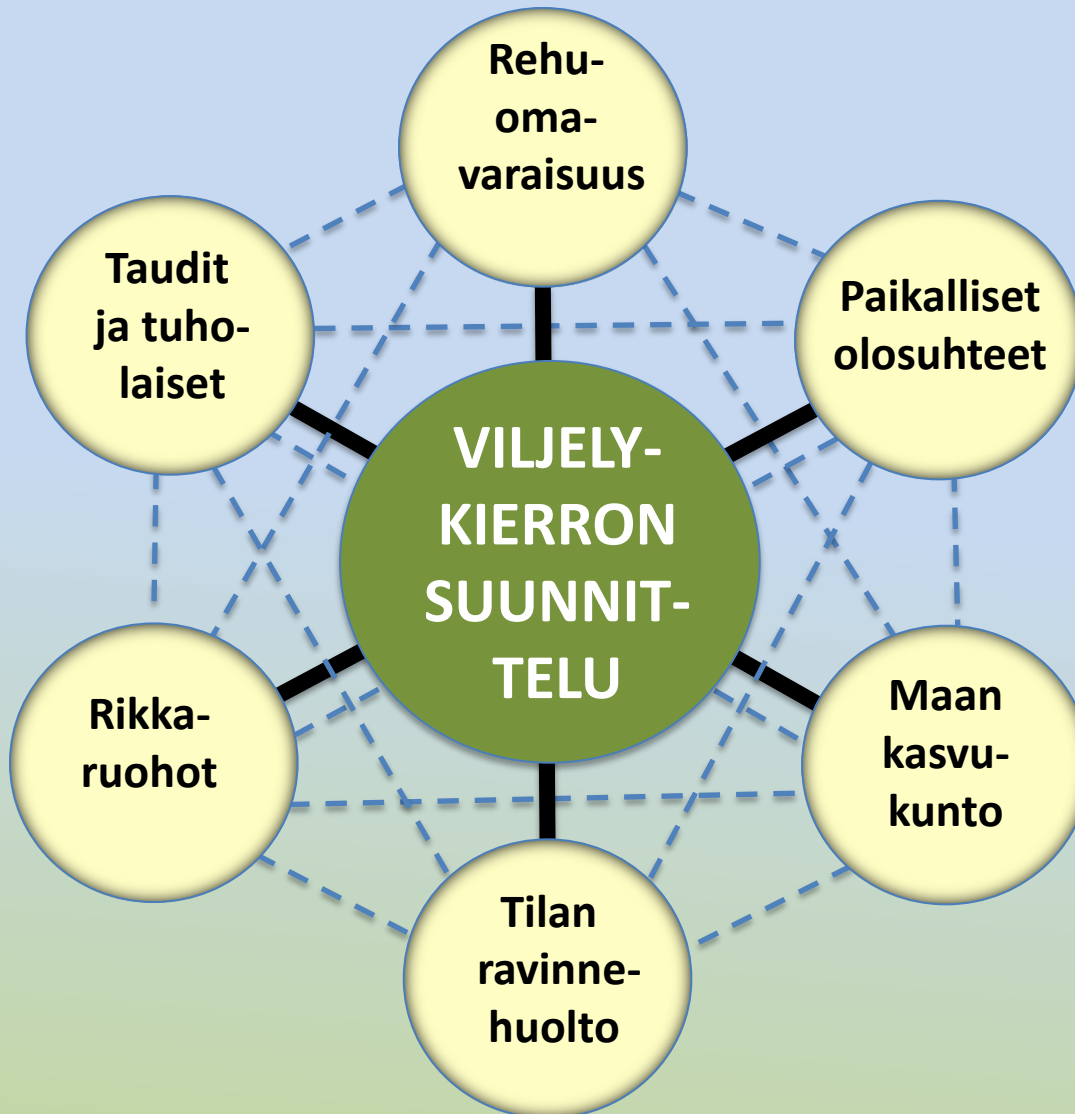 Rehu-
oma-
varaisuus
Taudit
ja tuho-
laiset
Paikalliset
olosuhteet
VILJELY-
KIERRON
SUUNNIT-
TELU
Rikka-
ruohot
Maan
kasvu-
kunto
Tilan
ravinne-
huolto